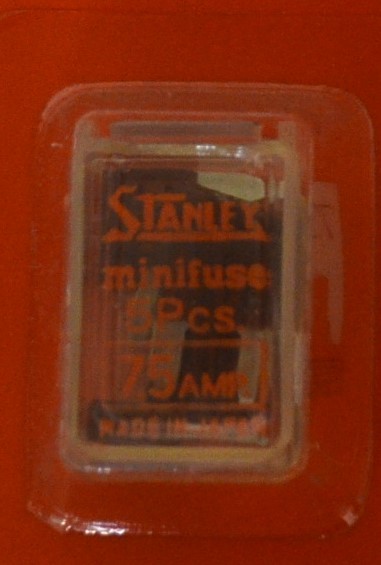 STANLEY
minifuse
5PCS.
75AMP.
MADE IN JAPAN